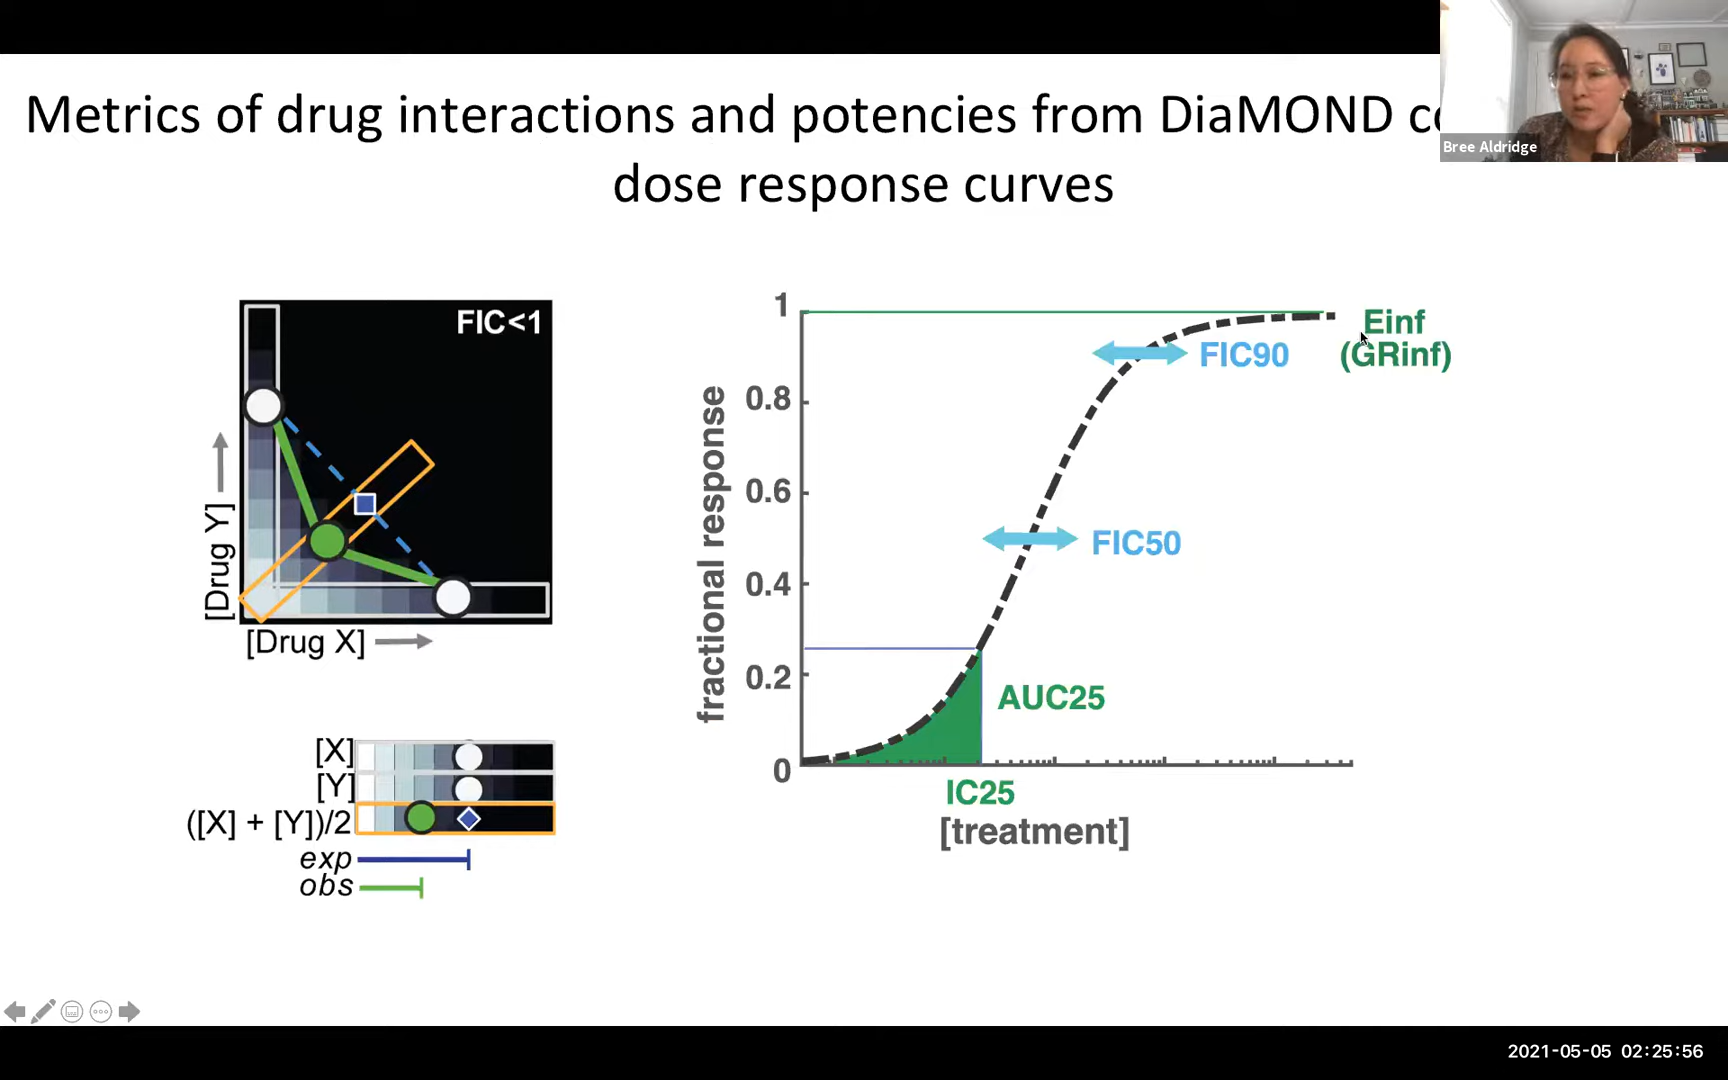 Metrics of drug interactions and potencies from DiaMOND
dose response curves
Bree Aldridge
FIC<1
[Drug Y]
[Drug X]
[X]
[Y]
([X] + [Y])/2
exp
obs
1
0.8
0.6
0.4
0.2
0
fractional response
Einf
(GRinf)
FIC90
FIC50
AUC25
IC25
[treatment]
2021-05-05 02:25:56